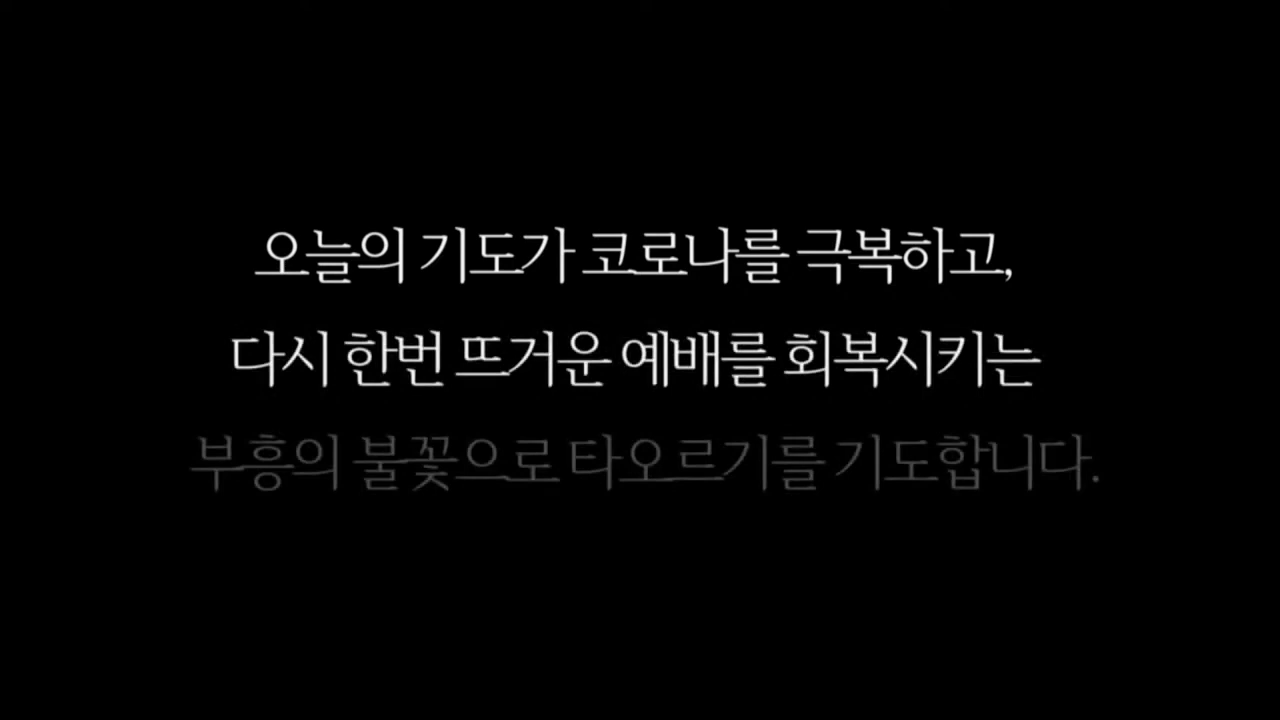 오늘의 기도가 코로나를 극복하고,
다시 한번 뜨거운 예배를 회복시키는
부흥의 불꽃으로 타오르기를 기도합니다.